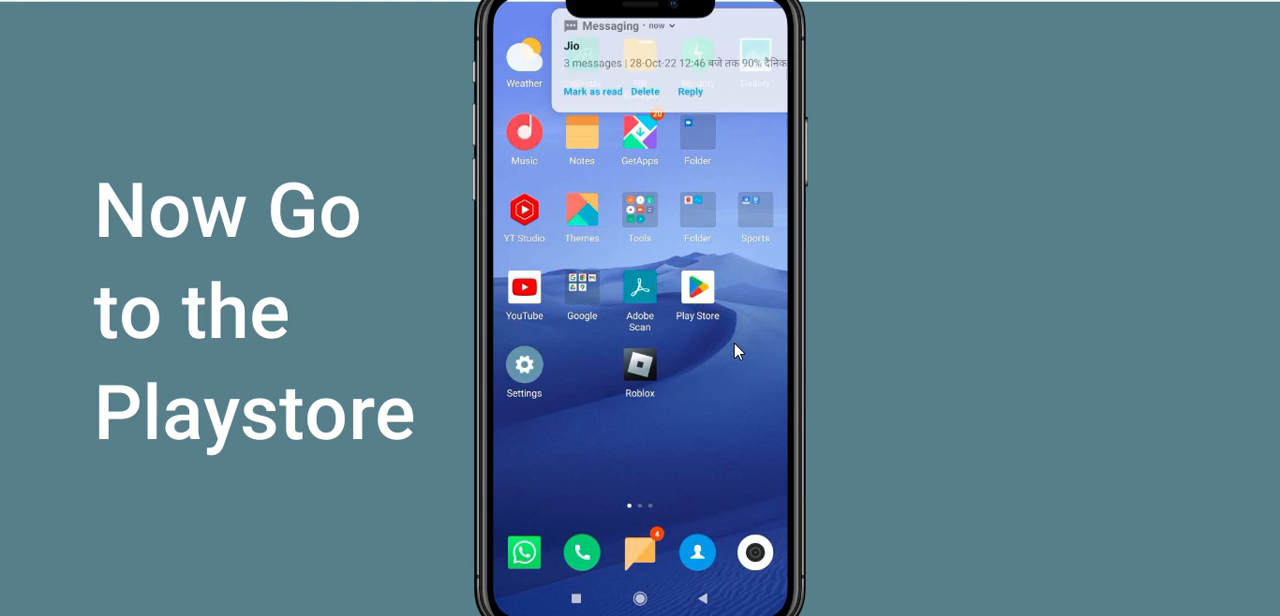 Now Go
to the
Playstore
Messaging · now
Jio
3 messages | 28-Oct-22 12:46 बजे तक 90% दैनिक
Mark as read Delete Reply
Weather
20
Music Notes GetApps Folder
YT Studio Themes Tools Folder Sports
YouTube Google Adobe Scan Play Store
Settings Roblox
4